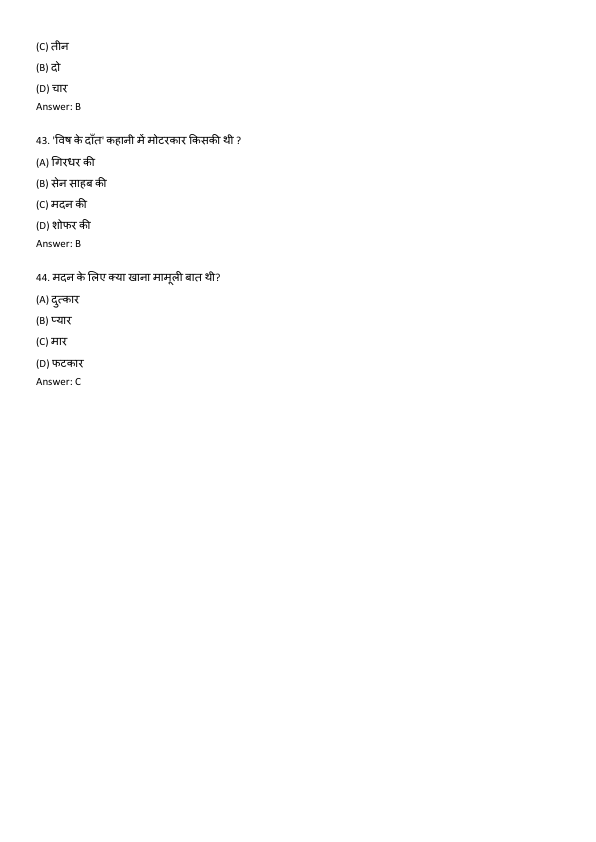 (C) तीन
(B) दो
(D) चार
Answer: B
43. 'विष के दाँत' कहानी में मोटरकार किसकी थी ?
(A) गिरधर की
(B) सेन साहब की
(C) मदन की
(D) शोफर की
Answer: B
44. मदन के लिए क्या खाना मामूली बात थी?
(A) दुत्कार
(B) प्यार
(C) मार
(D) फटकार
Answer: C